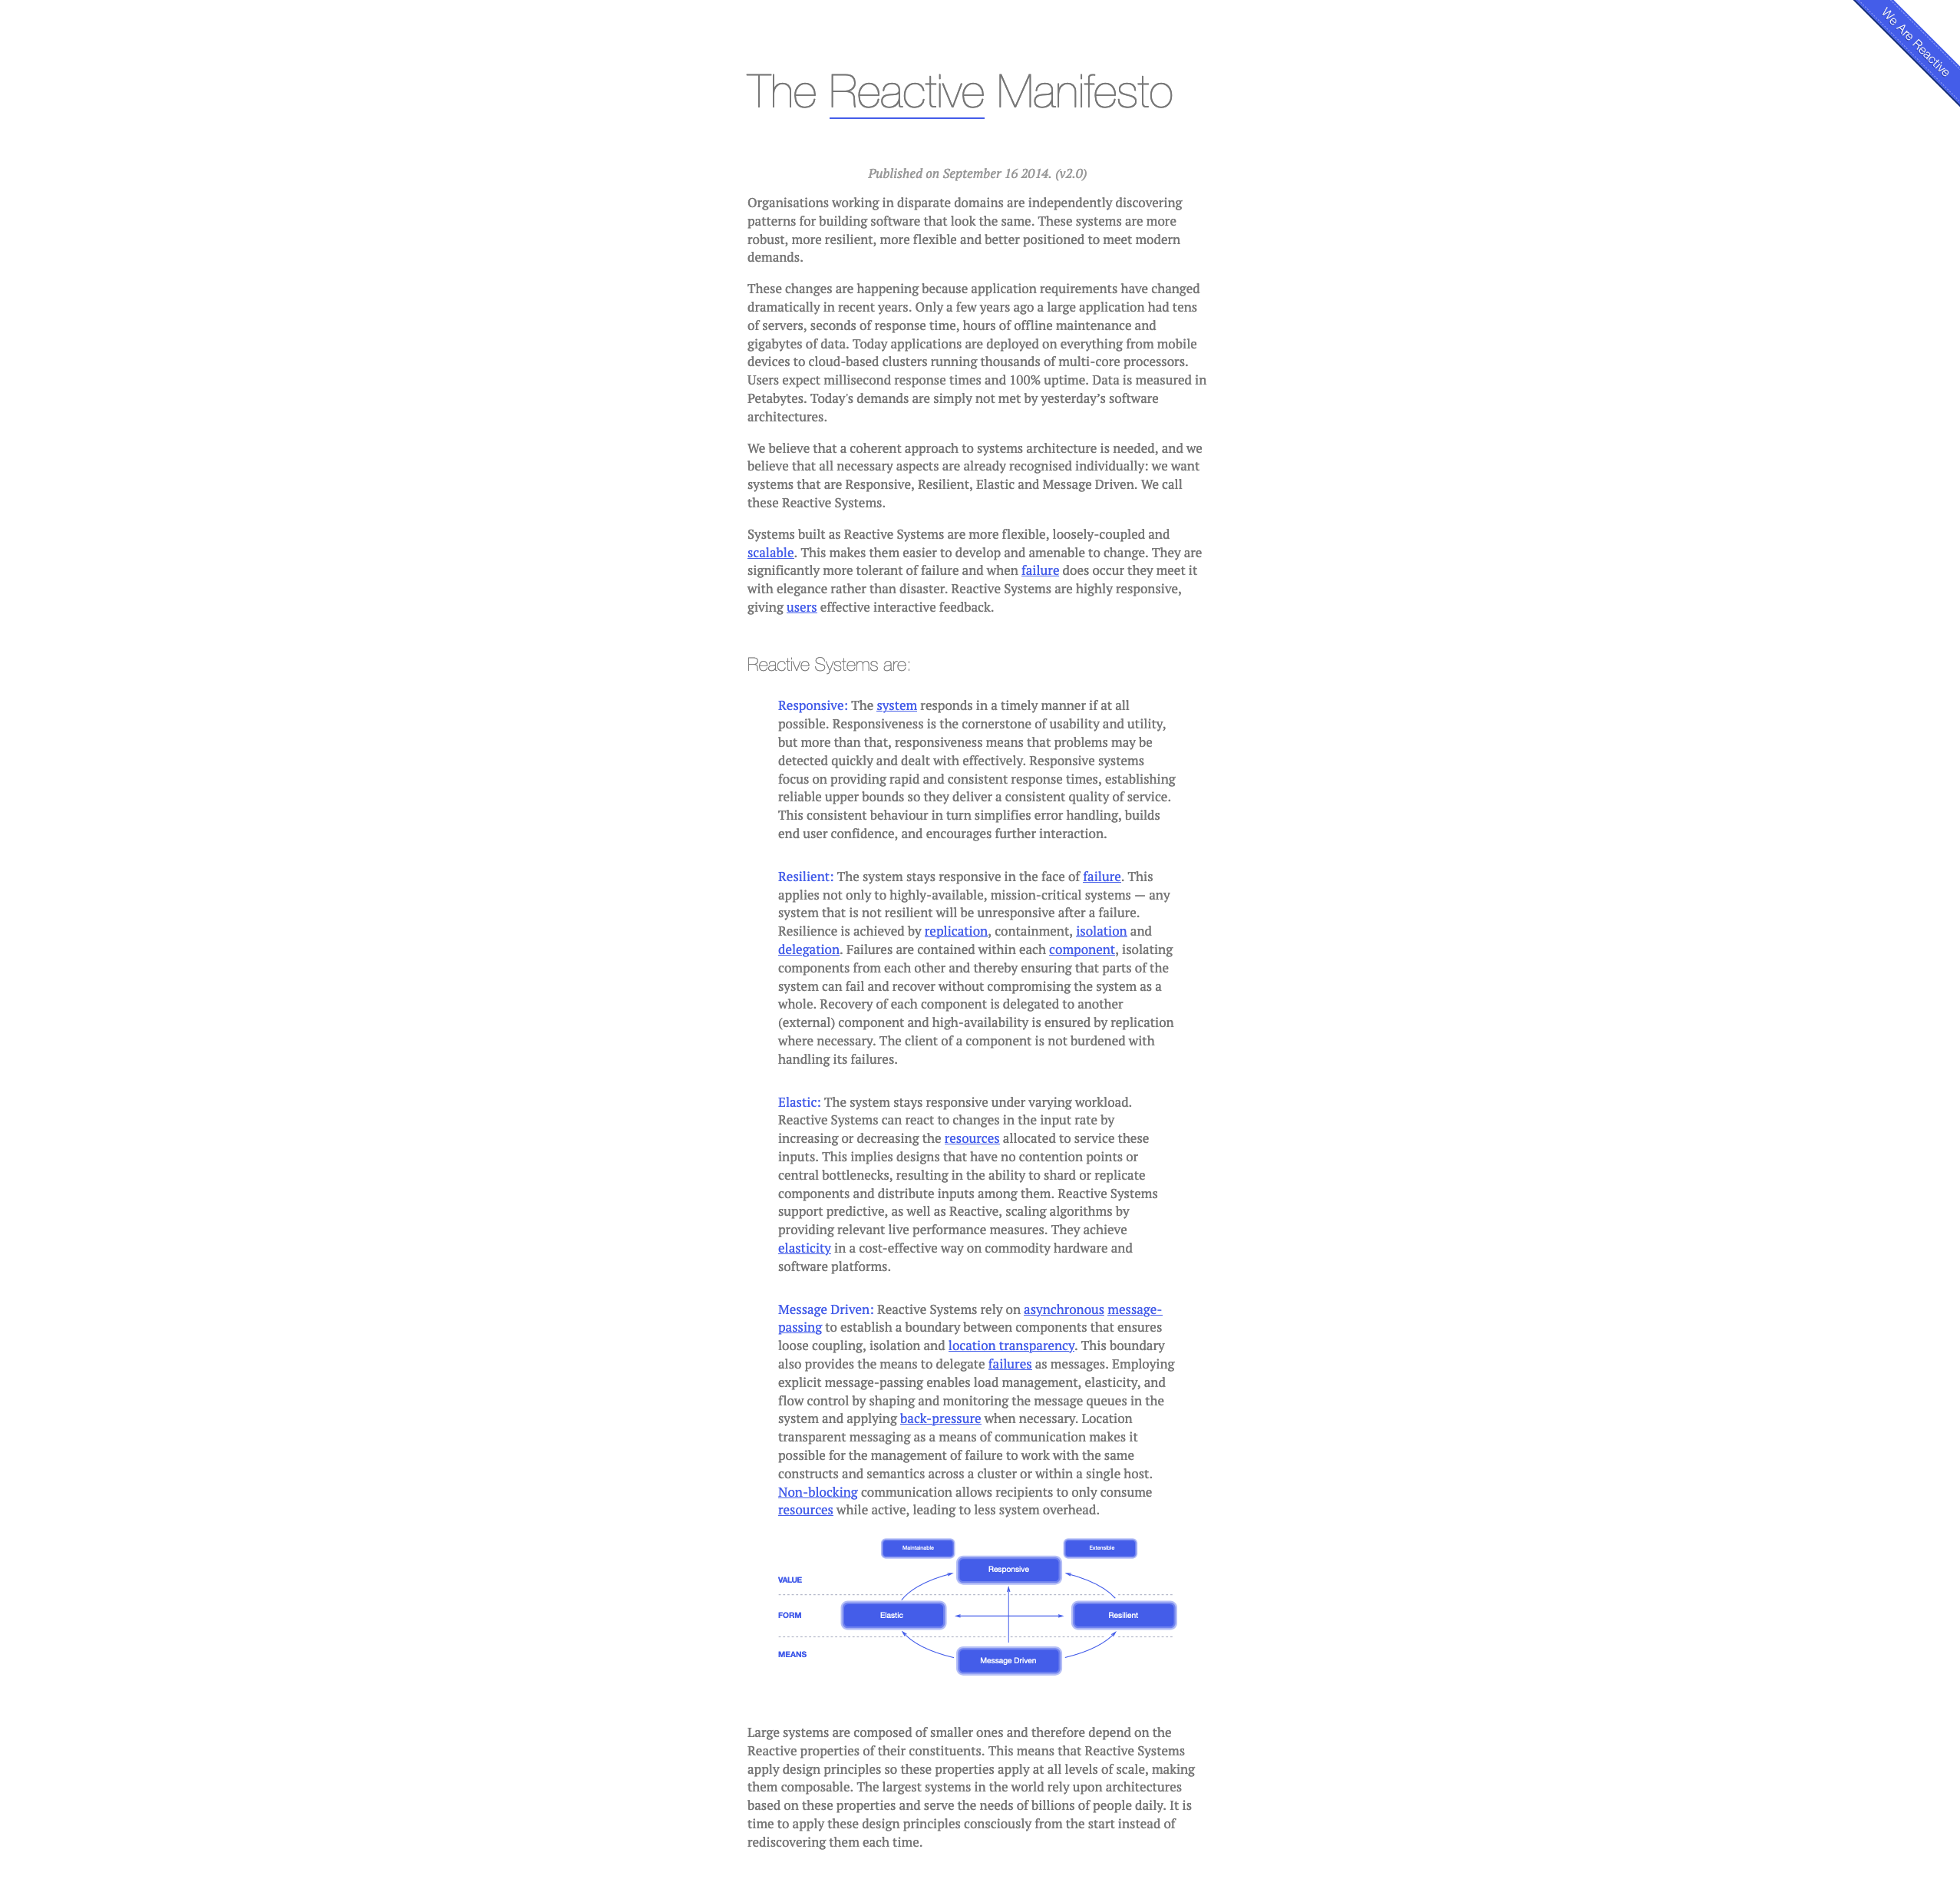 We Are Reactive
The Reactive Manifesto
Published on September 16 2014. (v2.0)
Organisations working in disparate domains are independently discovering
patterns for building software that look the same. These systems are more
robust, more resilient, more flexible and better positioned to meet modern
demands.
These changes are happening because application requirements have changed
dramatically in recent years. Only a few years ago a large application had tens
of servers, seconds of response time, hours of offline maintenance and
gigabytes of data. Today applications are deployed on everything from mobile
devices to cloud-based clusters running thousands of multi-core processors.
Users expect millisecond response times and 100% uptime. Data is measured in
Petabytes. Today's demands are simply not met by yesterday’s software
architectures.
We believe that a coherent approach to systems architecture is needed, and we
believe that all necessary aspects are already recognised individually: we want
systems that are Responsive, Resilient, Elastic and Message Driven. We call
these Reactive Systems.
Systems built as Reactive Systems are more flexible, loosely-coupled and
scalable. This makes them easier to develop and amenable to change. They are
significantly more tolerant of failure and when failure does occur they meet it
with elegance rather than disaster. Reactive Systems are highly responsive,
giving users effective interactive feedback.
Reactive Systems are:
Responsive: The system responds in a timely manner if at all
possible. Responsiveness is the cornerstone of usability and utility,
but more than that, responsiveness means that problems may be
detected quickly and dealt with effectively. Responsive systems
focus on providing rapid and consistent response times, establishing
reliable upper bounds so they deliver a consistent quality of service.
This consistent behaviour in turn simplifies error handling, builds
end user confidence, and encourages further interaction.
Resilient: The system stays responsive in the face of failure. This
applies not only to highly-available, mission-critical systems — any
system that is not resilient will be unresponsive after a failure.
Resilience is achieved by replication, containment, isolation and
delegation. Failures are contained within each component, isolating
components from each other and thereby ensuring that parts of the
system can fail and recover without compromising the system as a
whole. Recovery of each component is delegated to another
(external) component and high-availability is ensured by replication
where necessary. The client of a component is not burdened with
handling its failures.
Elastic: The system stays responsive under varying workload.
Reactive Systems can react to changes in the input rate by
increasing or decreasing the resources allocated to service these
inputs. This implies designs that have no contention points or
central bottlenecks, resulting in the ability to shard or replicate
components and distribute inputs among them. Reactive Systems
support predictive, as well as Reactive, scaling algorithms by
providing relevant live performance measures. They achieve
elasticity in a cost-effective way on commodity hardware and
software platforms.
Message Driven: Reactive Systems rely on asynchronous message-
passing to establish a boundary between components that ensures
loose coupling, isolation and location transparency. This boundary
also provides the means to delegate failures as messages. Employing
explicit message-passing enables load management, elasticity, and
flow control by shaping and monitoring the message queues in the
system and applying back-pressure when necessary. Location
transparent messaging as a means of communication makes it
possible for the management of failure to work with the same
constructs and semantics across a cluster or within a single host.
Non-blocking communication allows recipients to only consume
resources while active, leading to less system overhead.
Maintainable
Extensible
Responsive
VALUE
FORM
Elastic
Resilient
MEANS
Message Driven
Large systems are composed of smaller ones and therefore depend on the
Reactive properties of their constituents. This means that Reactive Systems
apply design principles so these properties apply at all levels of scale, making
them composable. The largest systems in the world rely upon architectures
based on these properties and serve the needs of billions of people daily. It is
time to apply these design principles consciously from the start instead of
rediscovering them each time.